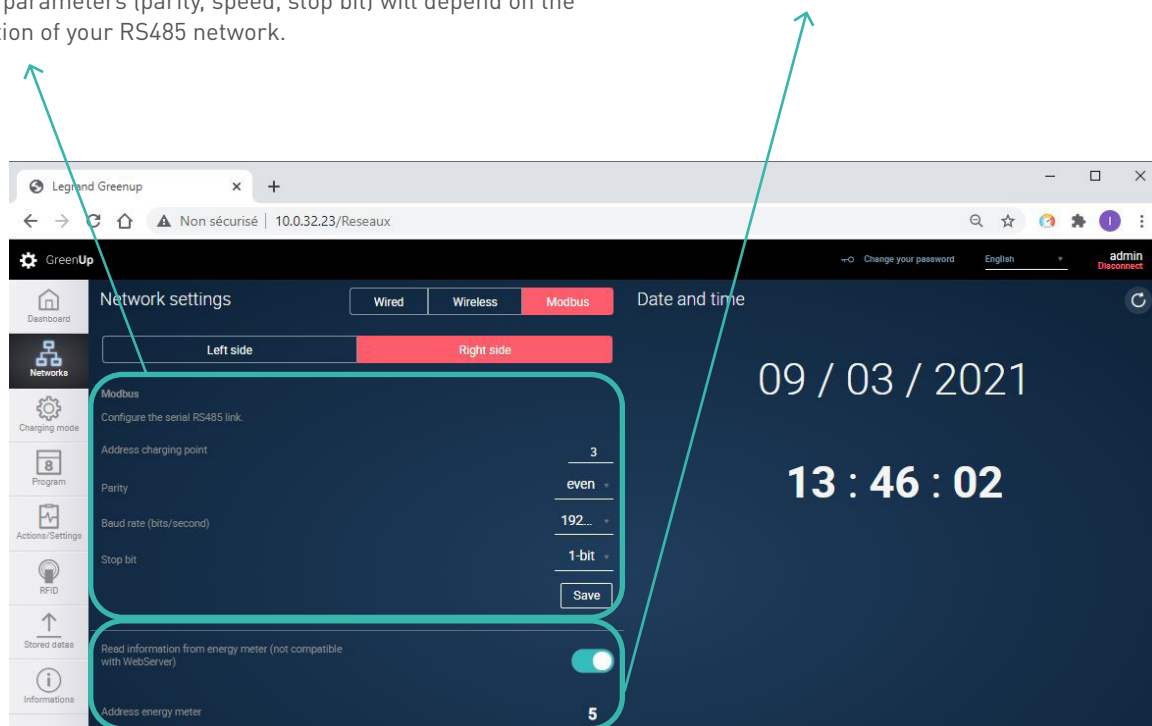 parameters (parity, speed, stop bit) will depend on the
tion of your RS485 network.
Legrand Greenup
Non sécurisé | 10.0.32.23/Reseaux
GreenUp
Change your password
English
admin
Disconnect
Dashboard
Networks
Charging mode
8
Program
Actions/Settings
RFID
Stored datas
Informations
Network settings
Wired
Wireless
Modbus
Left side
Right side
Modbus
Configure the serial RS485 link.
Address charging point
3
Parity
even
Baud rate (bits/second)
192...
Stop bit
1-bit
Save
Read information from energy meter (not compatible
with WebServer)
Address energy meter
5
Date and time
09 / 03 / 2021
13 : 46 : 02